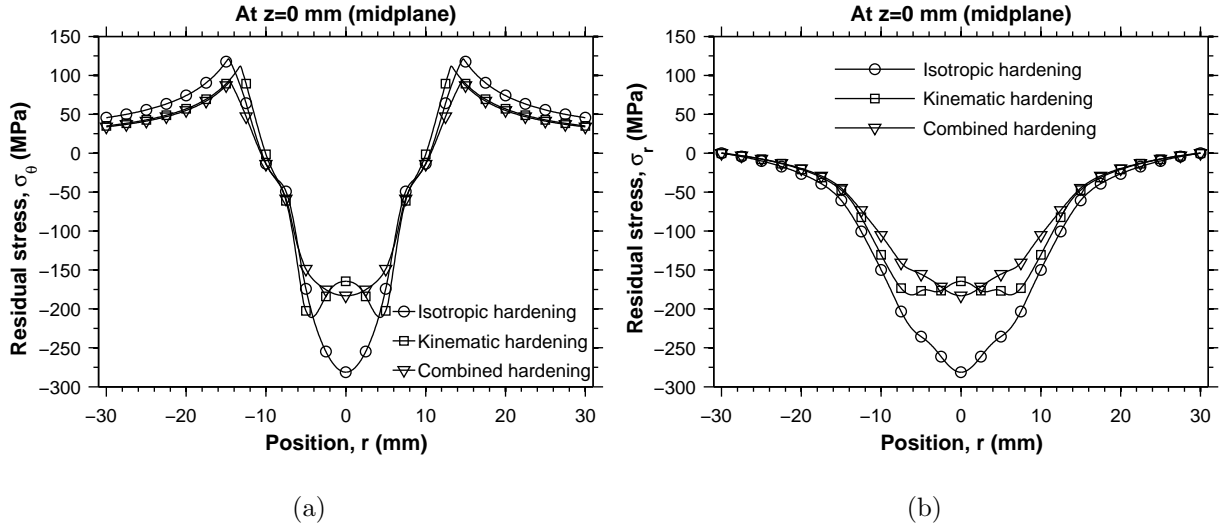 At z=0 mm (midplane)
Residual stress, σθ (MPa)
150
100
50
0
−50
−100
−150
−200
−250
−300
Isotropic hardening
Kinematic hardening
Combined hardening
−30 −20 −10 0 10 20 30
Position, r (mm)
(a)
At z=0 mm (midplane)
Residual stress, σr (MPa)
150
100
50
0
−50
−100
−150
−200
−250
−300
Isotropic hardening
Kinematic hardening
Combined hardening
−30 −20 −10 0 10 20 30
Position, r (mm)
(b)